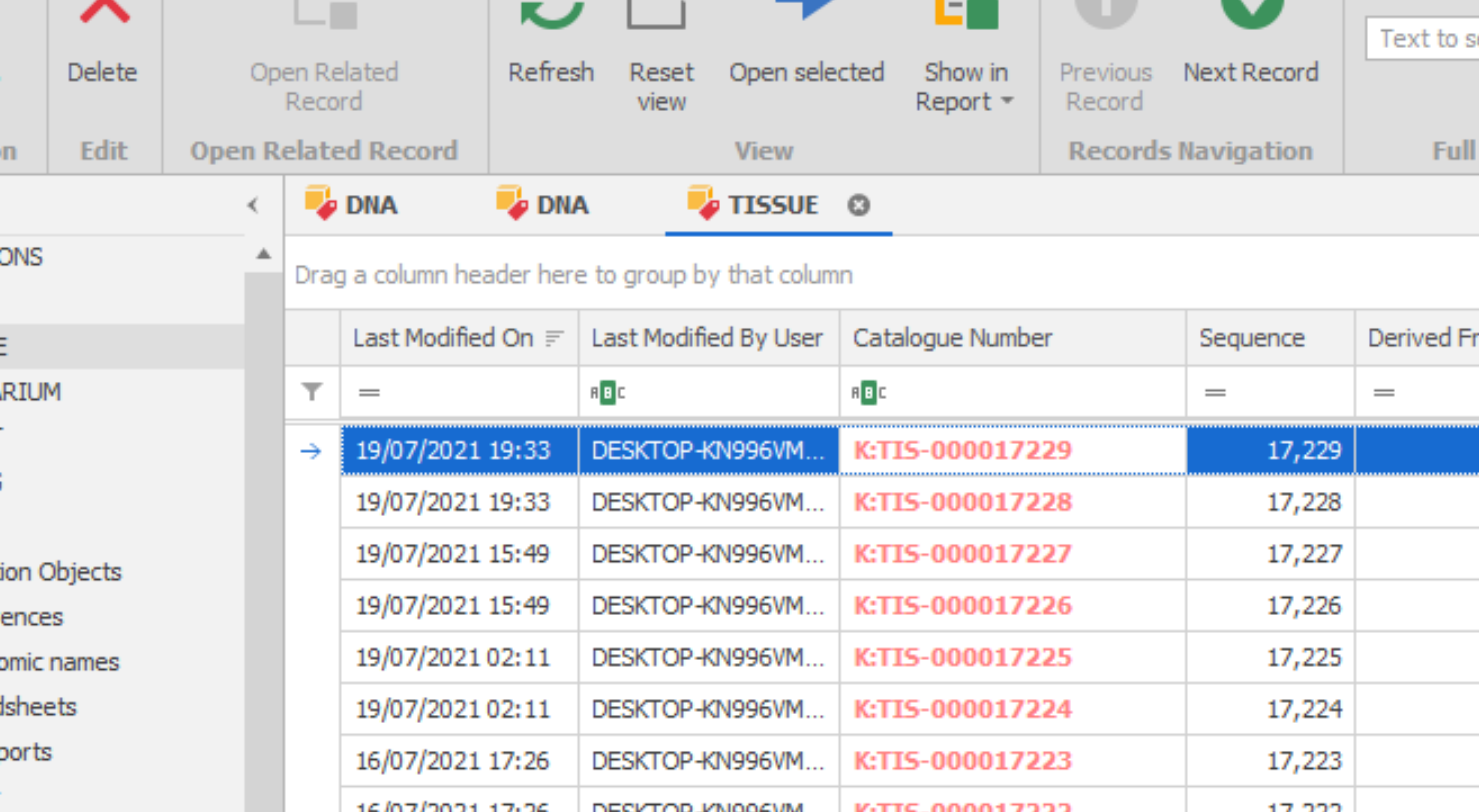 Delete
Open Related
Record
Refresh
Reset
view
Open selected
Show in
Report
Previous
Record
Next Record
Text to s
n
Edit
Open Related Record
View
Records Navigation
Full
DNA
DNA
TISSUE
ONS
Drag a column header here to group by that column
E
Last Modified On
Last Modified By User
Catalogue Number
Sequence
Derived Fr
ARIUM
=
ABC
ABC
=
=
19/07/2021 19:33 DESKTOP-KN996VM... K:TIS-000017229 17,229
19/07/2021 19:33 DESKTOP-KN996VM... K:TIS-000017228 17,228
19/07/2021 15:49 DESKTOP-KN996VM... K:TIS-000017227 17,227
ion Objects
19/07/2021 15:49 DESKTOP-KN996VM... K:TIS-000017226 17,226
ences
19/07/2021 02:11 DESKTOP-KN996VM... K:TIS-000017225 17,225
omic names
19/07/2021 02:11 DESKTOP-KN996VM... K:TIS-000017224 17,224
dsheets
16/07/2021 17:26 DESKTOP-KN996VM... K:TIS-000017223 17,223
ports
16/07/2021 17:26 DESKTOP-KN996VM... K:TIS-000017222 17,222